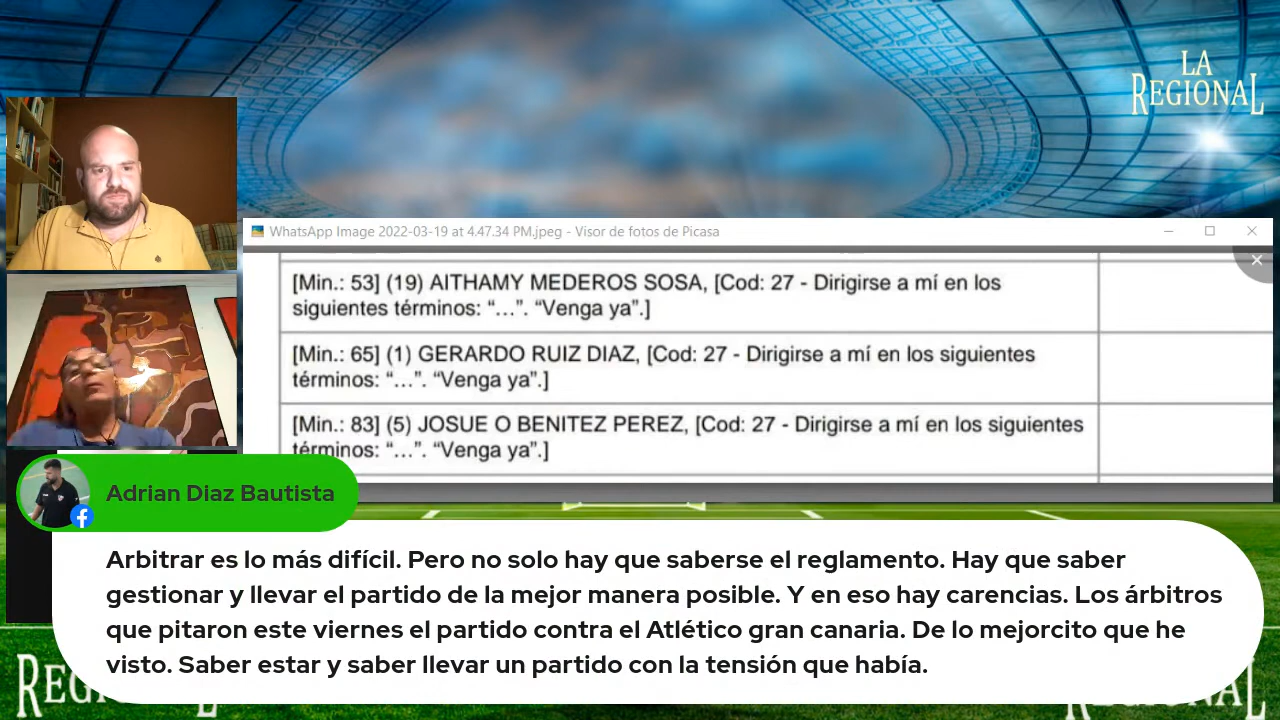 LA
REGIONAL
WhatsApp Image 2022-03-19 at 4.47.34 PM.jpeg - Visor de fotos de Picasa
[Min.: 53] (19) AITHAMY MEDEROS SOSA, [Cod: 27 - Dirigirse a mí en los
siguientes términos: “…”. “Venga ya”.]
[Min.: 65] (1) GERARDO RUIZ DIAZ, [Cod: 27 - Dirigirse a mí en los siguientes
términos: “…”. “Venga ya”.]
[Min.: 83] (5) JOSUE O BENITEZ PEREZ, [Cod: 27 - Dirigirse a mí en los siguientes
términos: “…”. “Venga ya”.]
Adrian Diaz Bautista
Arbitrar es lo más difícil. Pero no solo hay que saberse el reglamento. Hay que saber
gestionar y llevar el partido de la mejor manera posible. Y en eso hay carencias. Los árbitros
que pitaron este viernes el partido contra el Atlético gran canaria. De lo mejorcito que he
visto. Saber estar y saber llevar un partido con la tensión que había.